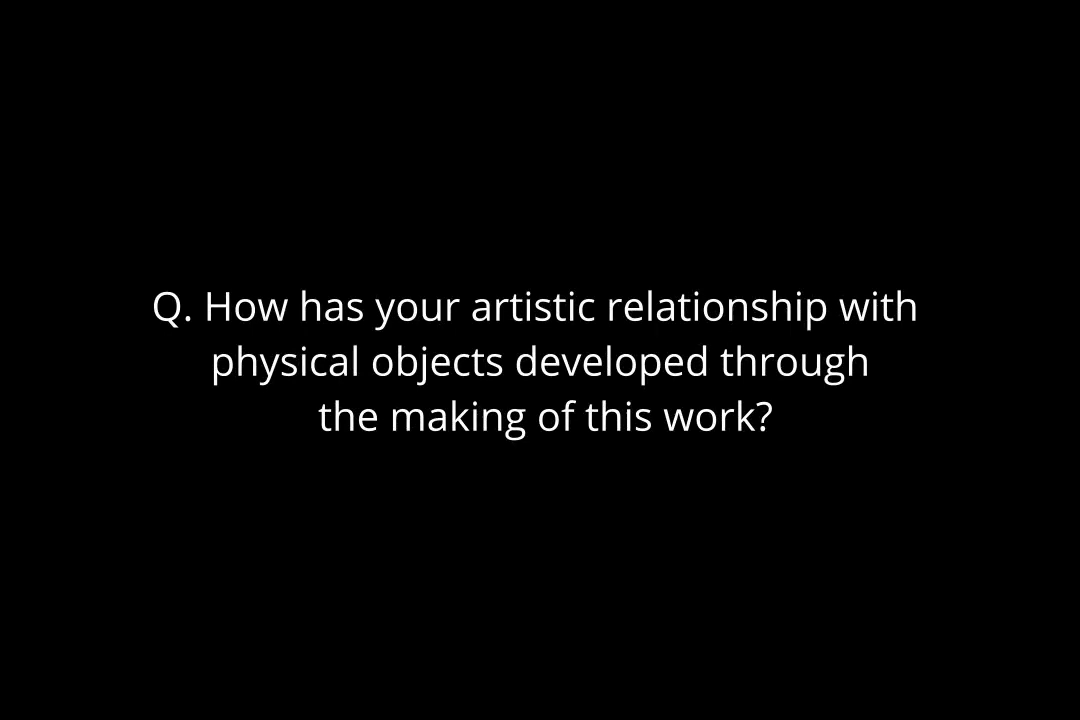 Q. How has your artistic relationship with
physical objects developed through
the making of this work?